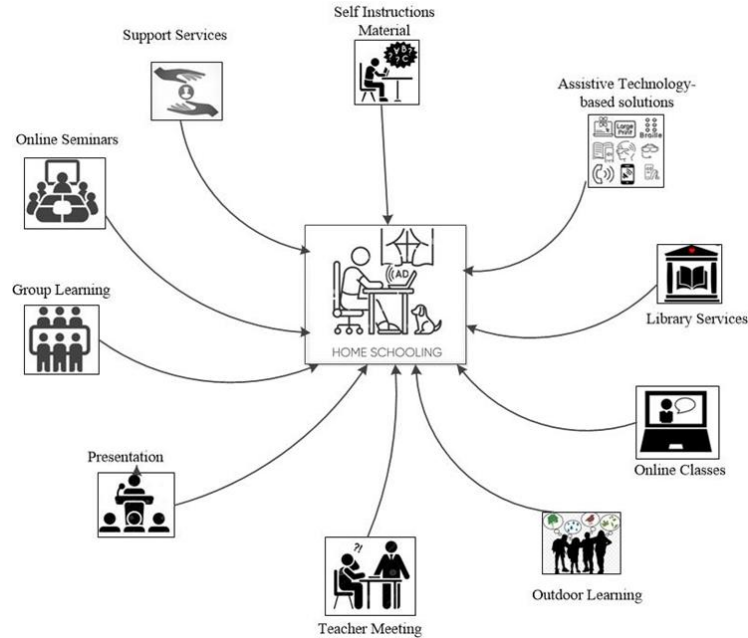 Self Instructions
Material
Support Services
Assistive Technology-
based solutions
Large
Print
Braille
Online Seminars
? V B ?
? ? C
AD
Group Learning
Library Services
HOME SCHOOLING
Presentation
Online Classes
?!
Outdoor Learning
Teacher Meeting